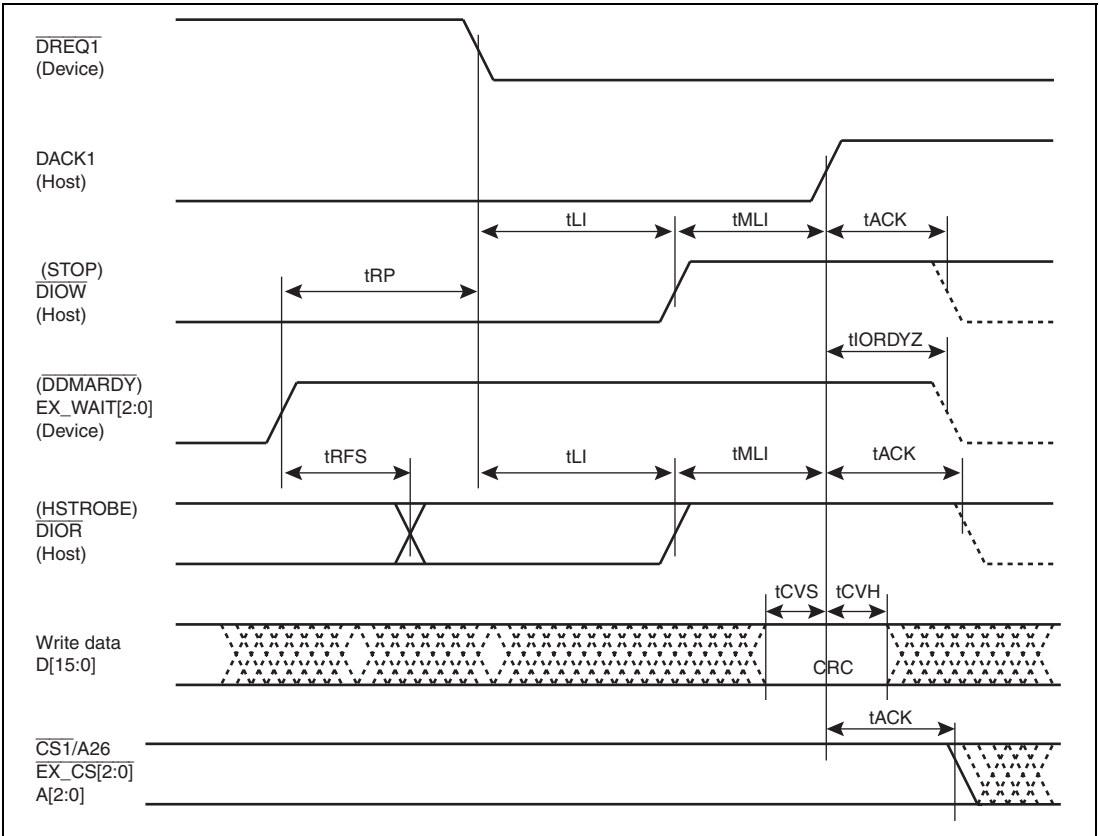 DREQ1
(Device)
DACK1
(Host)
tLI
tMLI
tACK
(STOP)
DIOW
(Host)
tRP
tIORDYZ
(DDMARDY)
EX_WAIT[2:0]
(Device)
tRFS
tLI
tMLI
tACK
(HSTROBE)
DIOR
(Host)
tCVS
tCVH
Write data
D[15:0]
CRC
tACK
CS1/A26
EX_CS[2:0]
A[2:0]